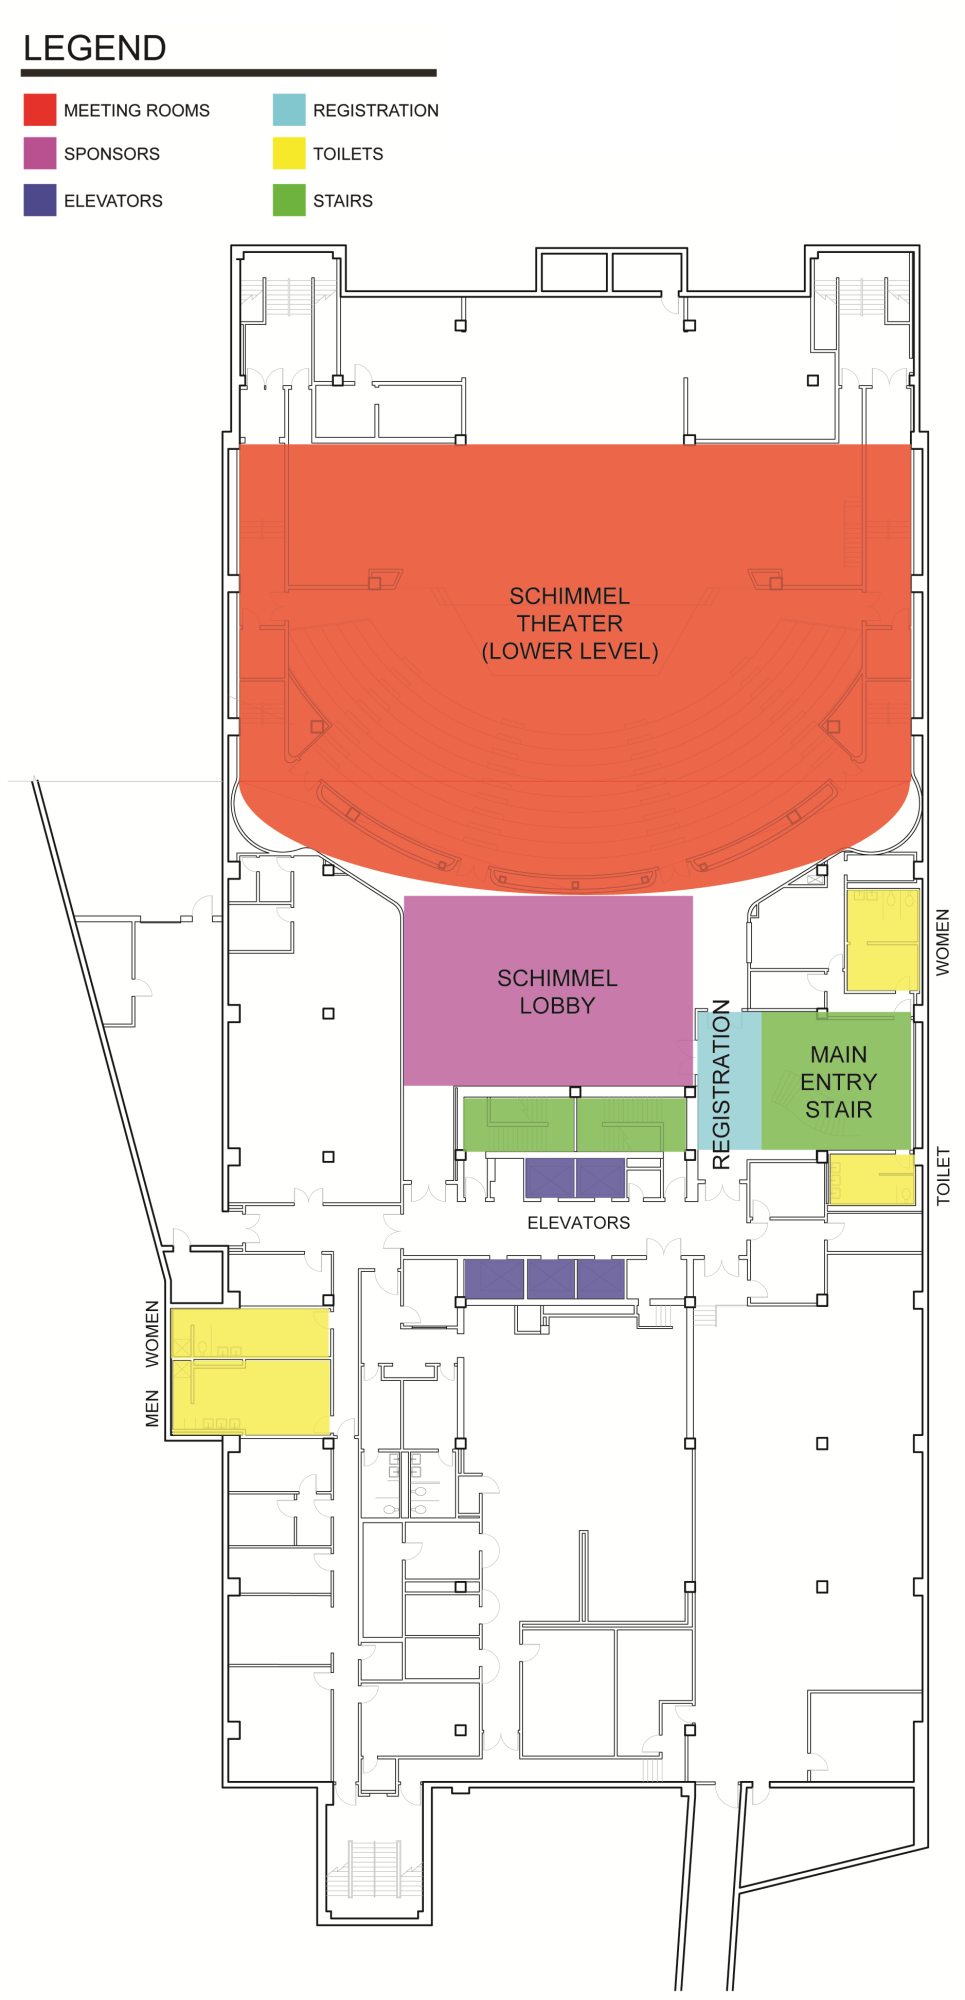 LEGEND
MEETING ROOMS
REGISTRATION
SPONSORS
TOILETS
ELEVATORS
STAIRS
SCHIMMEL
THEATER
(LOWER LEVEL)
WOMEN
SCHIMMEL
LOBBY
REGISTRATION
MAIN
ENTRY
STAIR
TOILET
ELEVATORS
WOMEN
MEN